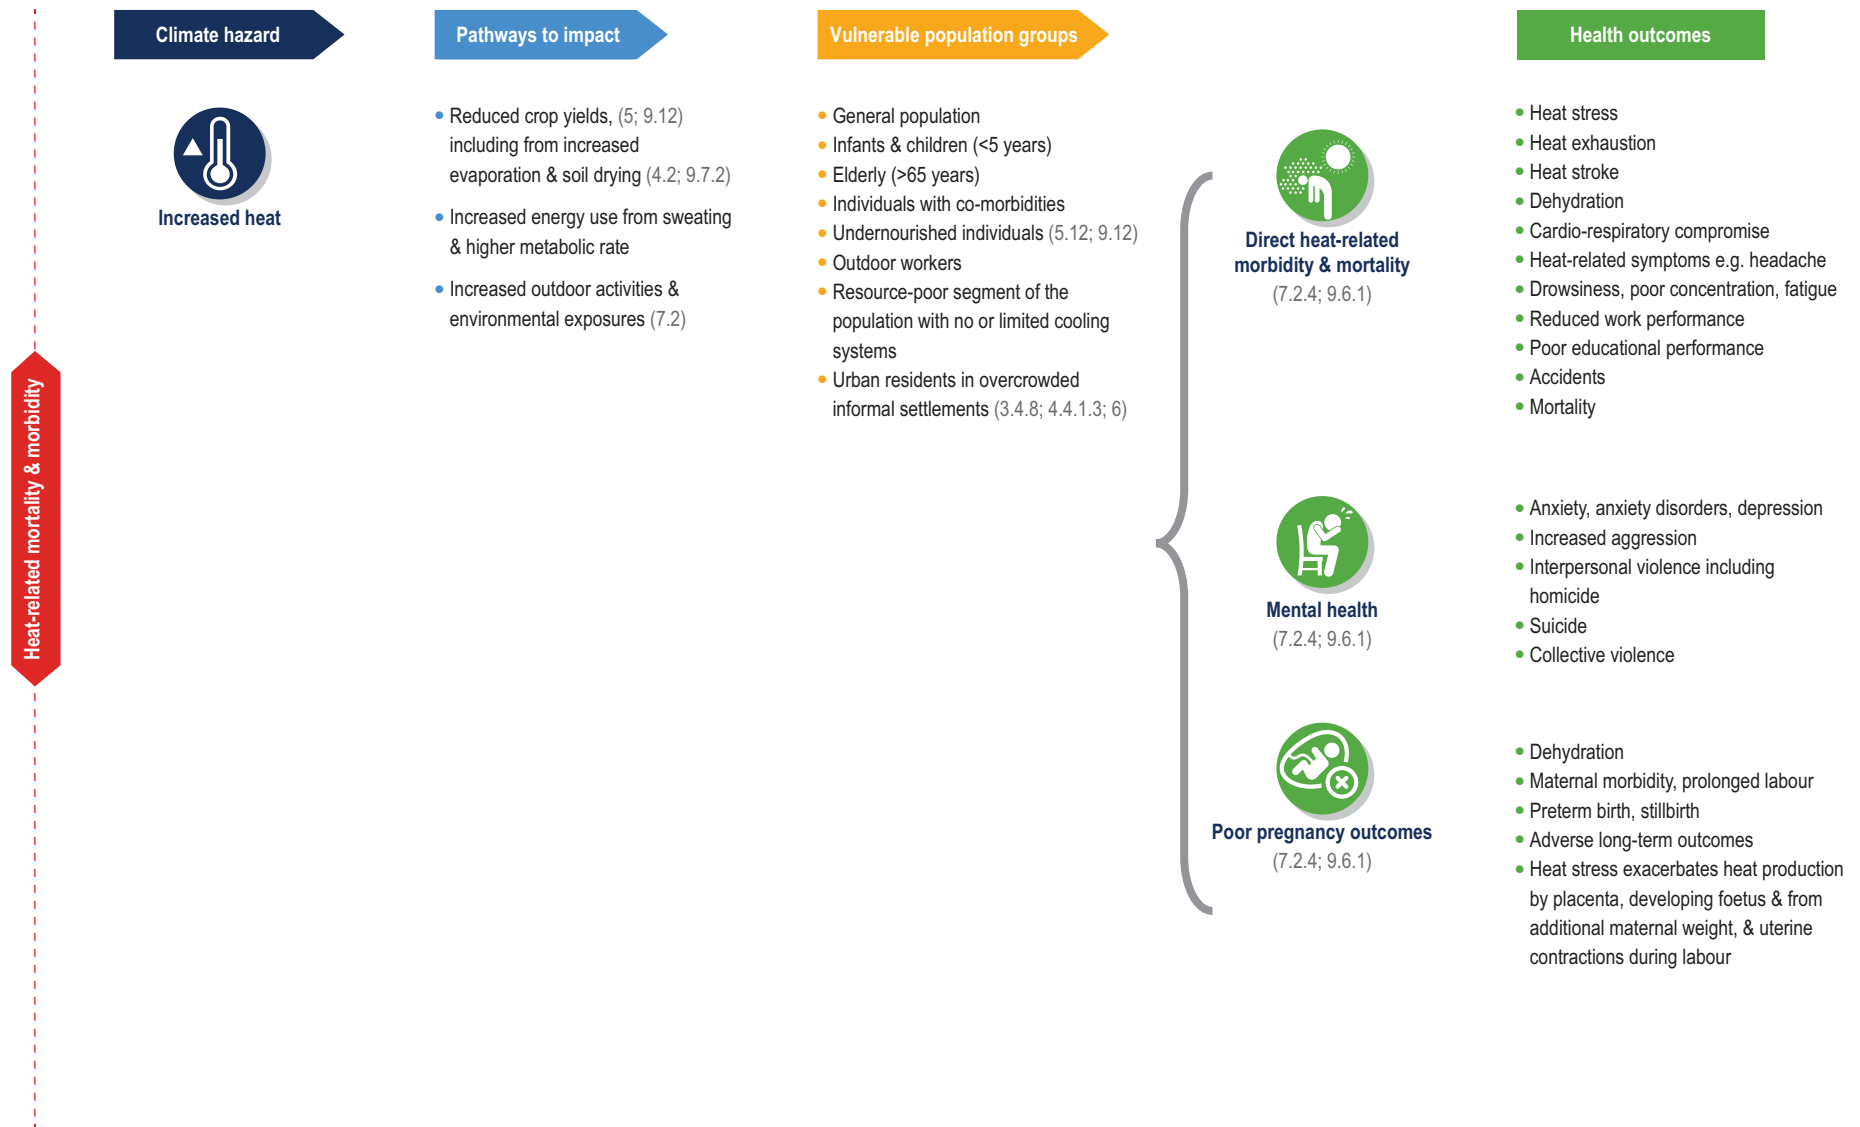 Climate hazard
Pathways to impact
Vulnerable population groups
Health outcomes
Heat-related mortality & morbidity
Increased heat
• Reduced crop yields, (5; 9.12)
including from increased
evaporation & soil drying (4.2; 9.7.2)
• Increased energy use from sweating
& higher metabolic rate
• Increased outdoor activities &
environmental exposures (7.2)
• General population
• Infants & children (<5 years)
• Elderly (>65 years)
• Individuals with co-morbidities
• Undernourished individuals (5.12; 9.12)
• Outdoor workers
• Resource-poor segment of the
population with no or limited cooling
systems
• Urban residents in overcrowded
informal settlements (3.4.8; 4.4.1.3; 6)
Direct heat-related
morbidity & mortality
(7.2.4; 9.6.1)
• Heat stress
• Heat exhaustion
• Heat stroke
• Dehydration
• Cardio-respiratory compromise
• Heat-related symptoms e.g. headache
• Drowsiness, poor concentration, fatigue
• Reduced work performance
• Poor educational performance
• Accidents
• Mortality
Mental health
(7.2.4; 9.6.1)
• Anxiety, anxiety disorders, depression
• Increased aggression
• Interpersonal violence including
homicide
• Suicide
• Collective violence
Poor pregnancy outcomes
(7.2.4; 9.6.1)
• Dehydration
• Maternal morbidity, prolonged labour
• Preterm birth, stillbirth
• Adverse long-term outcomes
• Heat stress exacerbates heat production
by placenta, developing foetus & from
additional maternal weight, & uterine
contractions during labour